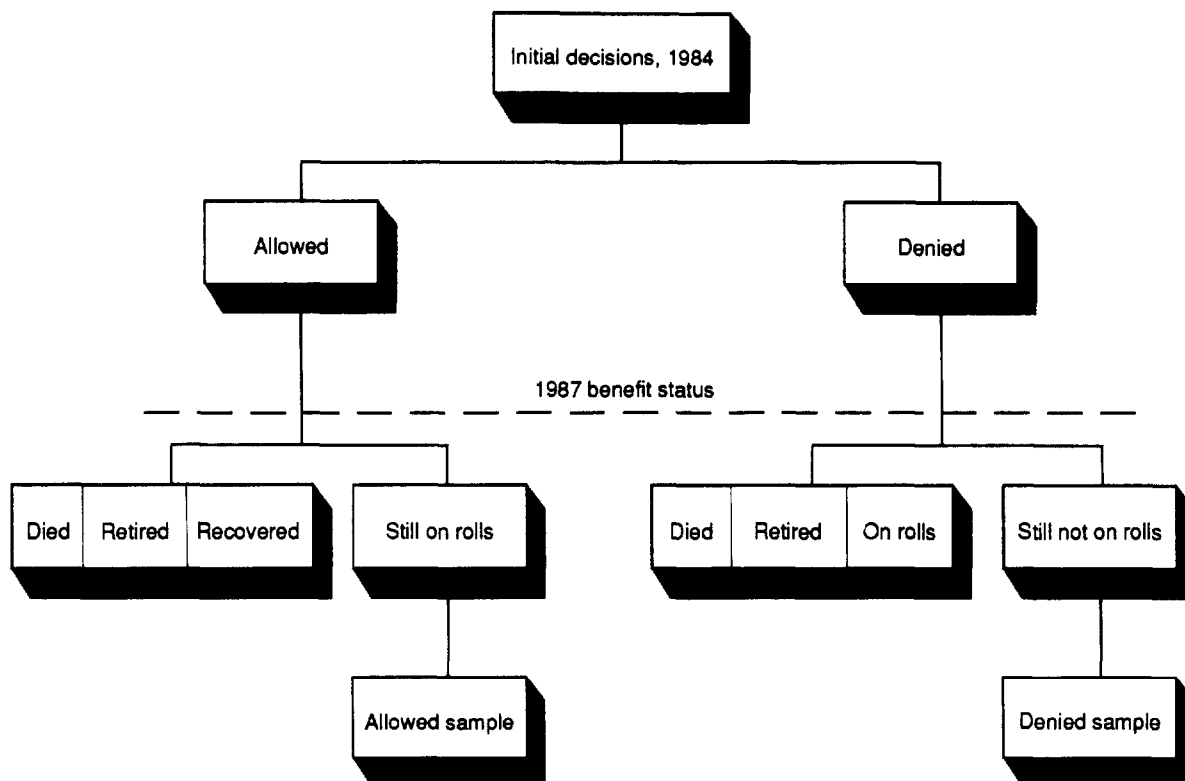 Initial decisions, 1984
Allowed
Denied
1987 benefit status
Died
Retired
Recovered
Still on rolls
Died
Retired
On rolls
Still not on rolls
Allowed sample
Denied sample